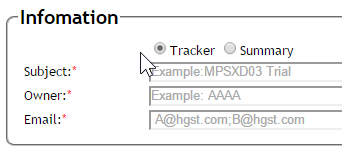 Infomation
Tracker Summary
Subject:* Example:MPSXD03 Trial
Owner:* Example: AAAA
Email:* A@hgst.com;B@hgst.com